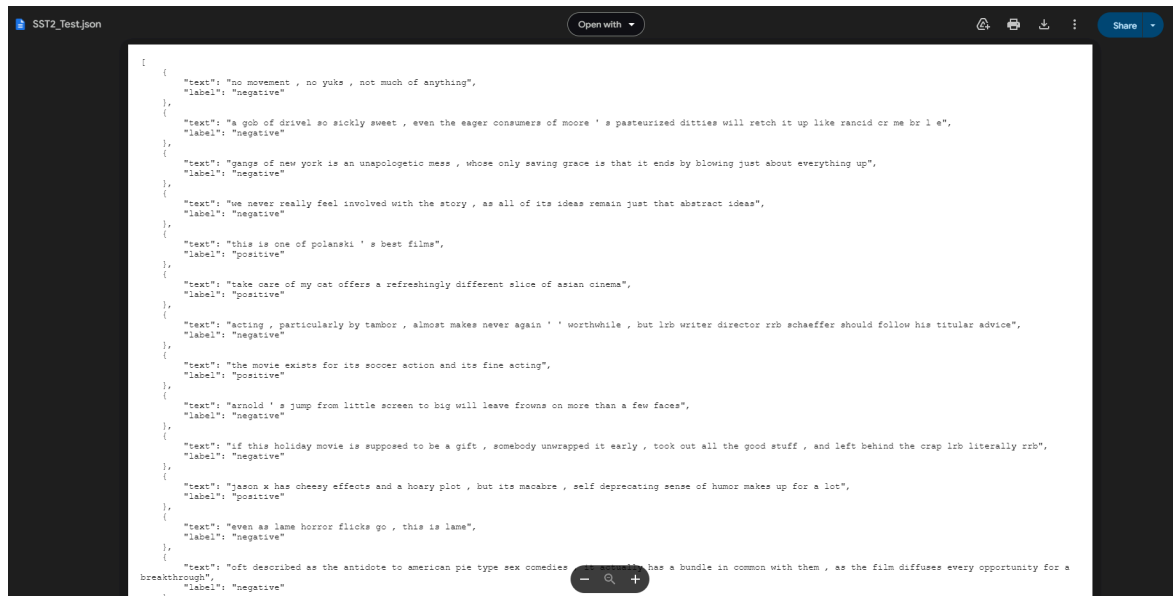 SST2_Test.json
Open with
Share
[
{
"text": "no movement , no yuks , not much of anything",
"label": "negative"
},
{
"text": "a gob of drivel so sickly sweet , even the eager consumers of moore ' s pasteurized ditties will retch it up like rancid cr me br l e",
"label": "negative"
},
{
"text": "gangs of new york is an unapologetic mess , whose only saving grace is that it ends by blowing just about everything up",
"label": "negative"
},
{
"text": "we never really feel involved with the story , as all of its ideas remain just that abstract ideas",
"label": "negative"
},
{
"text": "this is one of polanski ' s best films",
"label": "positive"
},
{
"text": "take care of my cat offers a refreshingly different slice of asian cinema",
"label": "positive"
},
{
"text": "acting , particularly by tambor , almost makes never again ' ' worthwhile , but lrb writer director rrb schaeffer should follow his titular advice",
"label": "negative"
},
{
"text": "the movie exists for its soccer action and its fine acting",
"label": "positive"
},
{
"text": "arnold ' s jump from little screen to big will leave frowns on more than a few faces",
"label": "negative"
},
{
"text": "if this holiday movie is supposed to be a gift , somebody unwrapped it early , took out all the good stuff , and left behind the crap lrb literally rrb",
"label": "negative"
},
{
"text": "jason x has cheesy effects and a hoary plot , but its macabre , self deprecating sense of humor makes up for a lot",
"label": "positive"
},
{
"text": "even as lame horror flicks go , this is lame",
"label": "negative"
},
{
"text": "oft described as the antidote to american pie type sex comedies , it actually has a bundle in common with them , as the film diffuses every opportunity for a
breakthrough",
"label": "negative"